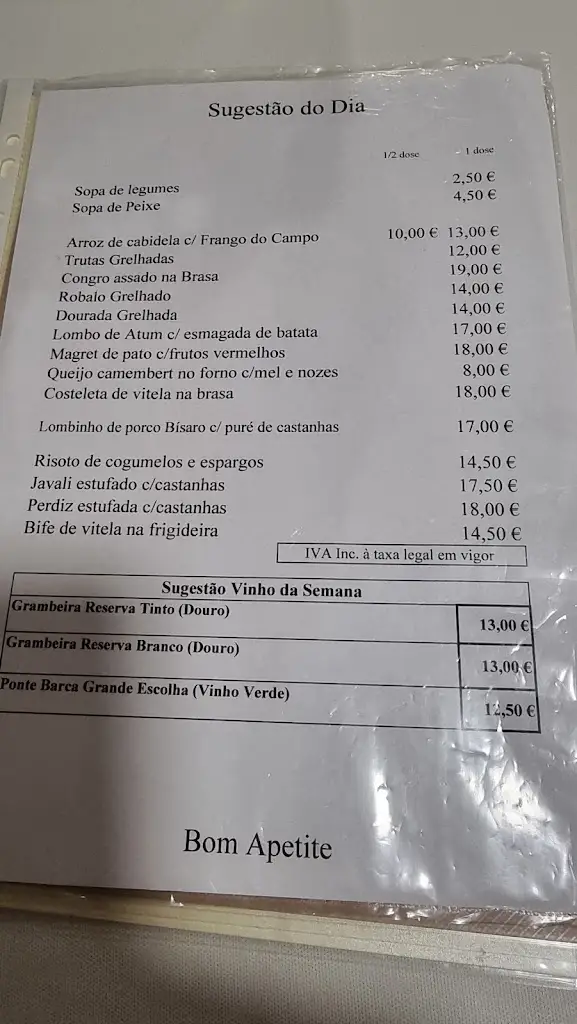 Sugestão do Dia
1/2 dose 1 dose
Sopa de legumes 2,50 €
Sopa de Peixe 4,50 €
Arroz de cabidela c/ Frango do Campo 10,00 € 13,00 €
Trutas Grelhadas 12,00 €
Congro assado na Brasa 19,00 €
Robalo Grelhado 14,00 €
Dourada Grelhada 14,00 €
Lombo de Atum c/ esmagada de batata 17,00 €
Magret de pato c/frutos vermelhos 18,00 €
Queijo camembert no forno c/mel e nozes 8,00 €
Costeleta de vitela na brasa 18,00 €
Lombinho de porco Bísaro c/ puré de castanhas 17,00 €
Risoto de cogumelos e espargos 14,50 €
Javali estufado c/castanhas 17,50 €
Perdiz estufada c/castanhas 18,00 €
Bife de vitela na frigideira 14,50 €
IVA Inc. à taxa legal em vigor
Sugestão Vinho da Semana
Grambeira Reserva Tinto (Douro) 13,00 €
Grambeira Reserva Branco (Douro) 13,00 €
Ponte Barca Grande Escolha (Vinho Verde) 12,50 €
Bom Apetite